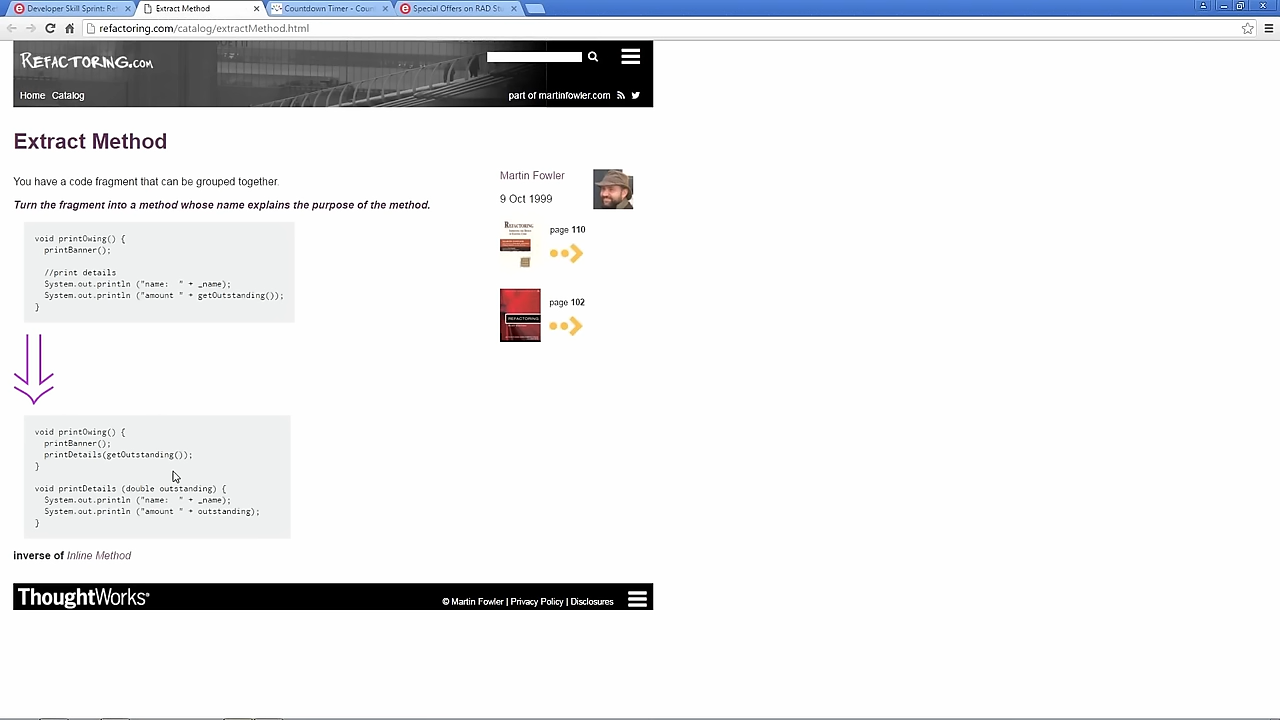 Developer Skill Sprint: Re
Extract Method
Countdown Timer - Coun
Special Offers on RAD Stu
refactoring.com/catalog/extractMethod.html
REFACTORING.COM
Home Catalog
part of martinfowler.com
Extract Method
You have a code fragment that can be grouped together.
Turn the fragment into a method whose name explains the purpose of the method.
void printOwing() {
printBanner();
//print details
System.out.println ("name:  " + _name);
System.out.println ("amount " + getOutstanding());
}
void printOwing() {
printBanner();
printDetails(getOutstanding());
}
void printDetails (double outstanding) {
System.out.println ("name:  " + _name);
System.out.println ("amount " + outstanding);
}
inverse of Inline Method
Martin Fowler
9 Oct 1999
REFACTORING
page 110
REFACTORING
page 102
ThoughtWorks®
© Martin Fowler | Privacy Policy | Disclosures